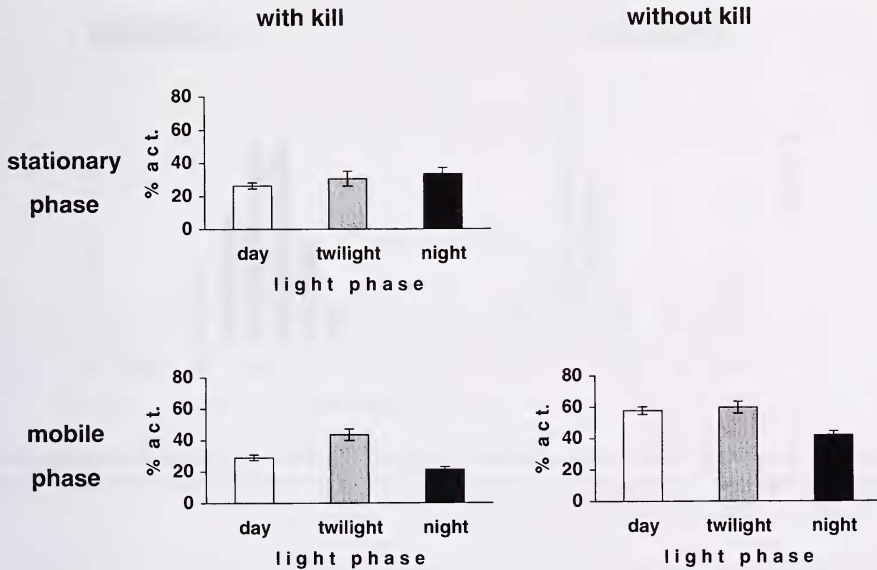 with kill
without kill
stationary
phase
% act.
80
60
40
20
0
day twilight night
light phase
mobile
phase
% act.
80
60
40
20
0
day twilight night
light phase
% act.
80
60
40
20
0
day twilight night
light phase